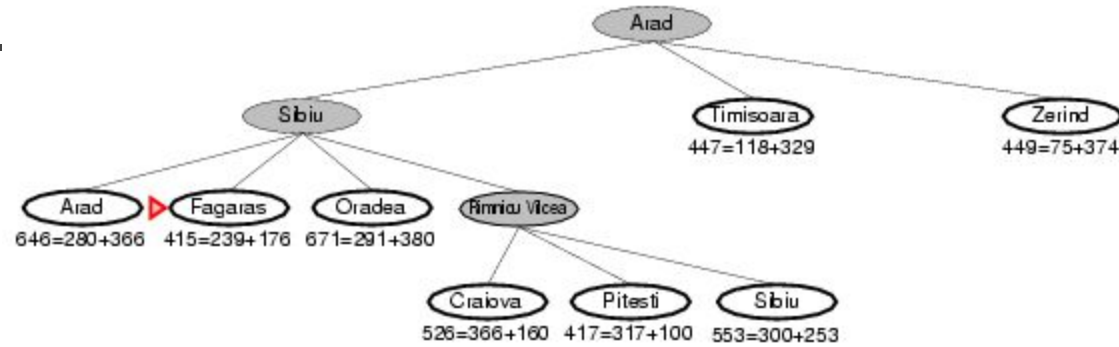 Arad
Sibiu
Timisoara
Zerind
447=118+329
449=75+374
Arad
Fagaras
Oradea
Rimnicu Vilcea
646=280+366
415=239+176
671=291+380
Craiova
Pitesti
Sibiu
526=366+160
417=317+100
553=300+253